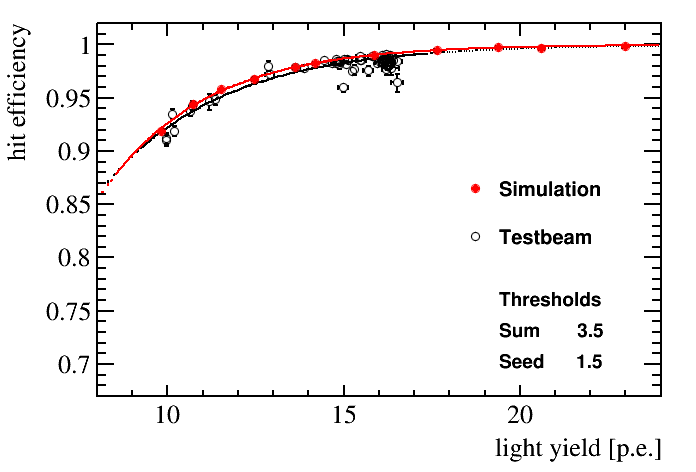 hit efficiency
1
0.95
0.9
0.85
0.8
0.75
0.7
Simulation
Testbeam
Thresholds
Sum 3.5
Seed 1.5
10 15 20
light yield [p.e.]